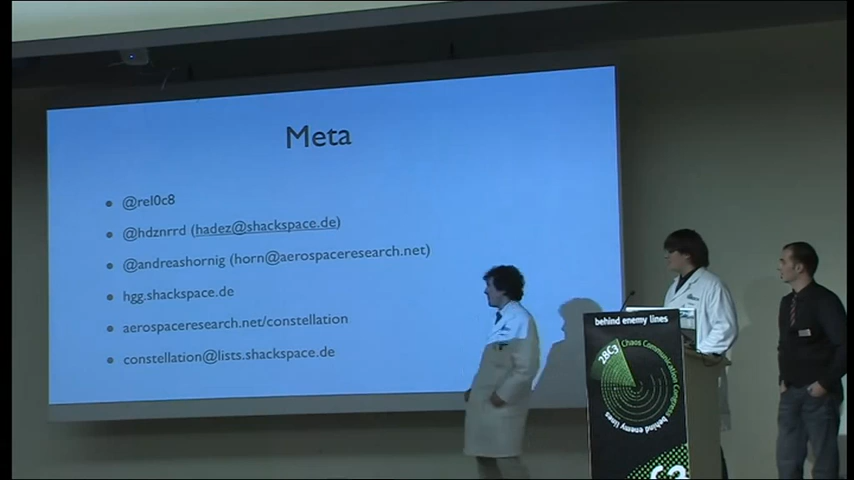 Meta
• @rel0c8
• @hdznrrd (hadez@shackspace.de)
• @andreashornig (horn@aerospaceresearch.net)
• hgg.shackspace.de
• aerospaceresearch.net/constellation
• constellation@lists.shackspace.de
behind enemy lines
28C3 Chaos Communication Congress
behind enemy lines